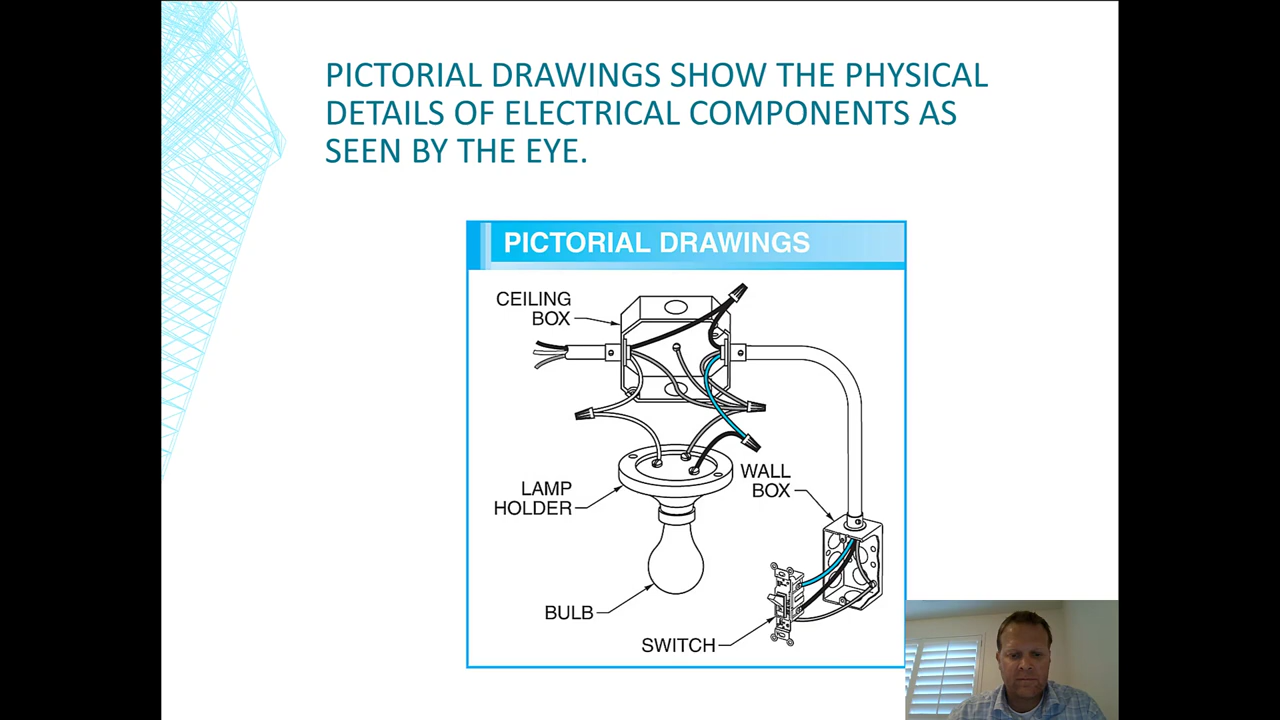 PICTORIAL DRAWINGS SHOW THE PHYSICAL
DETAILS OF ELECTRICAL COMPONENTS AS
SEEN BY THE EYE.
PICTORIAL DRAWINGS
CEILING
BOX
LAMP
HOLDER
WALL
BOX
BULB
SWITCH